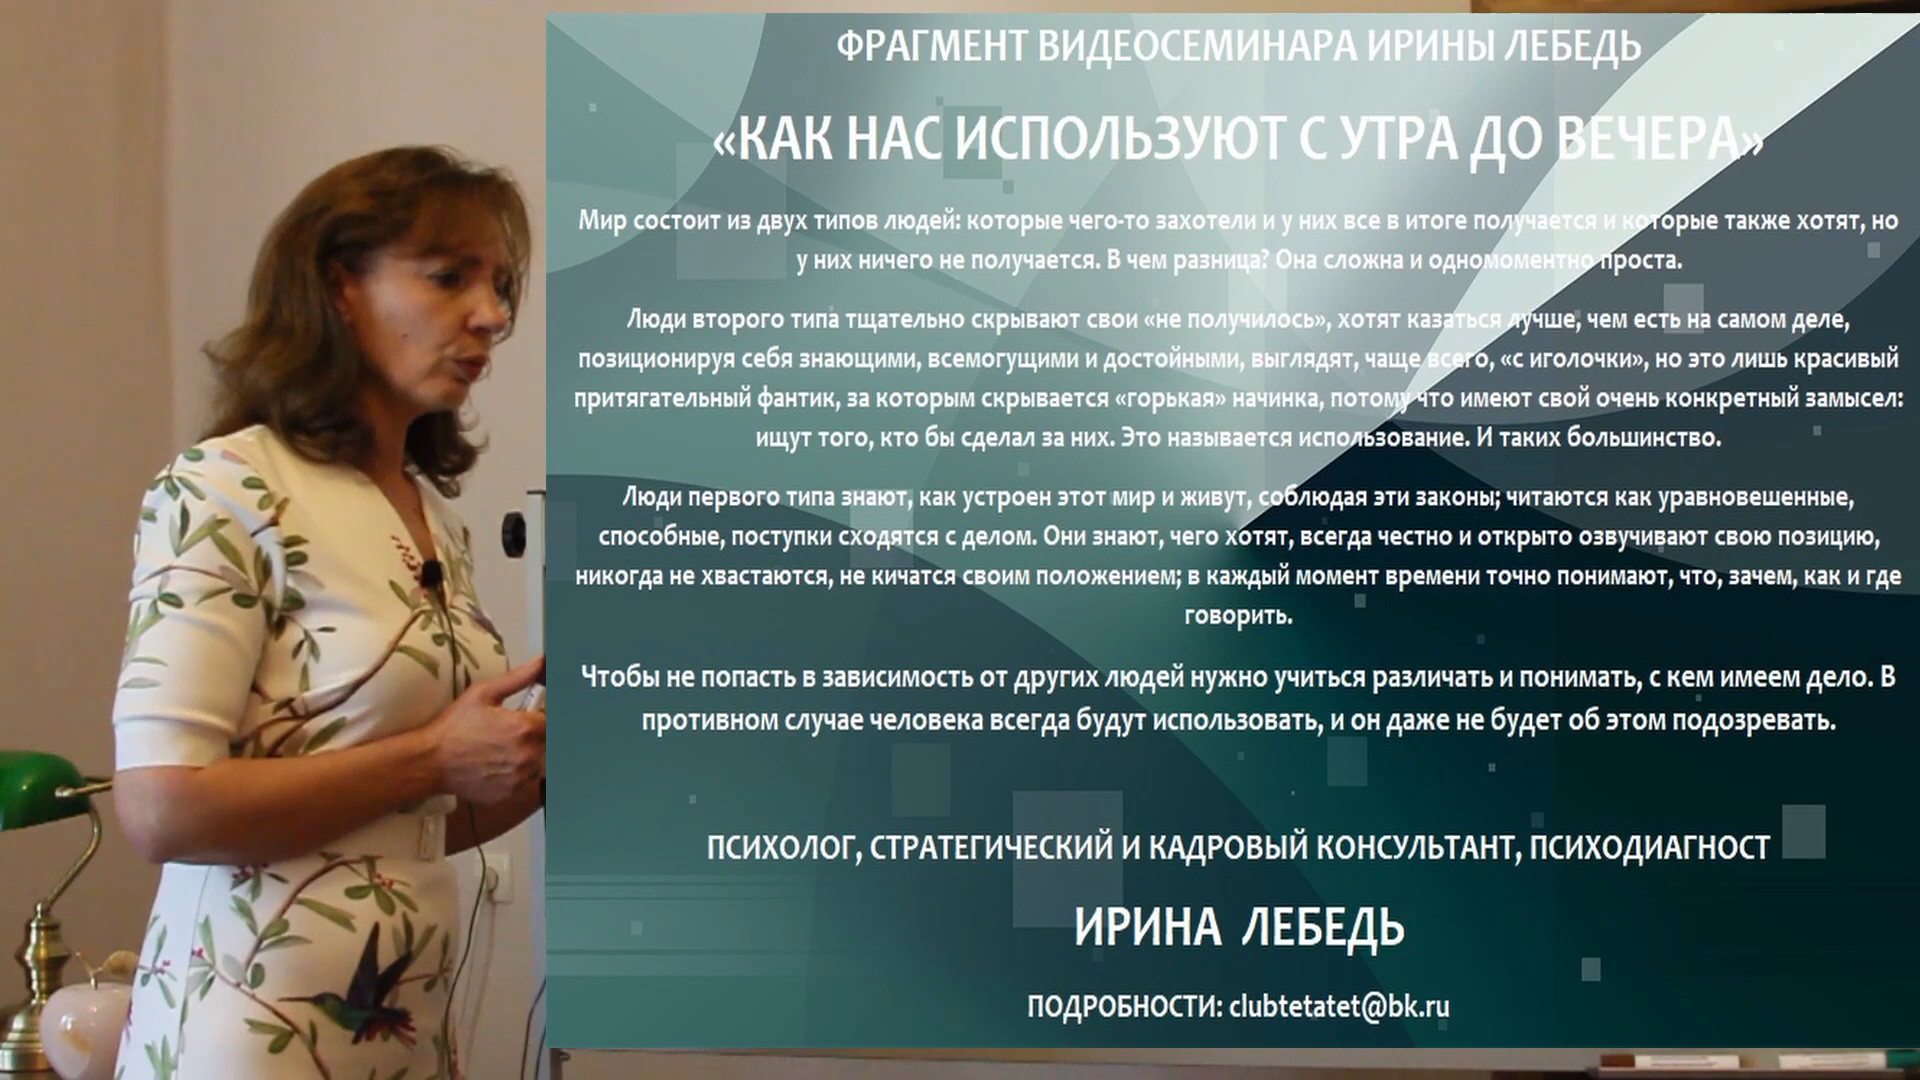 ФРАГМЕНТ ВИДЕОСЕМИНАРА ИРИНЫ ЛЕБЕДЬ
«КАК НАС ИСПОЛЬЗУЮТ С УТРА ДО ВЕЧЕРА»
Мир состоит из двух типов людей: которые чего-то захотели и у них все в итоге получается и которые также хотят, но
у них ничего не получается. В чем разница? Она сложна и одномоментно проста.
Люди второго типа тщательно скрывают свои «не получилось», хотят казаться лучше, чем есть на самом деле,
позиционируя себя знающими, всемогущими и достойными, выглядят, чаще всего, «с иголочки», но это лишь красивый
притягательный фантик, за которым скрывается «горькая» начинка, потому что имеют свой очень конкретный замысел:
ищут того, кто бы сделал за них. Это называется использование. И таких большинство.
Люди первого типа знают, как устроен этот мир и живут, соблюдая эти законы; читаются как уравновешенные,
способные, поступки сходятся с делом. Они знают, чего хотят, всегда честно и открыто озвучивают свою позицию,
никогда не хвастаются, не кичатся своим положением; в каждый момент времени точно понимают, что, зачем, как и где
говорить.
Чтобы не попасть в зависимость от других людей нужно учиться различать и понимать, с кем имеем дело. В
противном случае человека всегда будут использовать, и он даже не будет об этом подозревать.
ПСИХОЛОГ, СТРАТЕГИЧЕСКИЙ И КАДРОВЫЙ КОНСУЛЬТАНТ, ПСИХОДИАГНОСТ
ИРИНА ЛЕБЕДЬ
ПОДРОБНОСТИ: clubtetatet@bk.ru